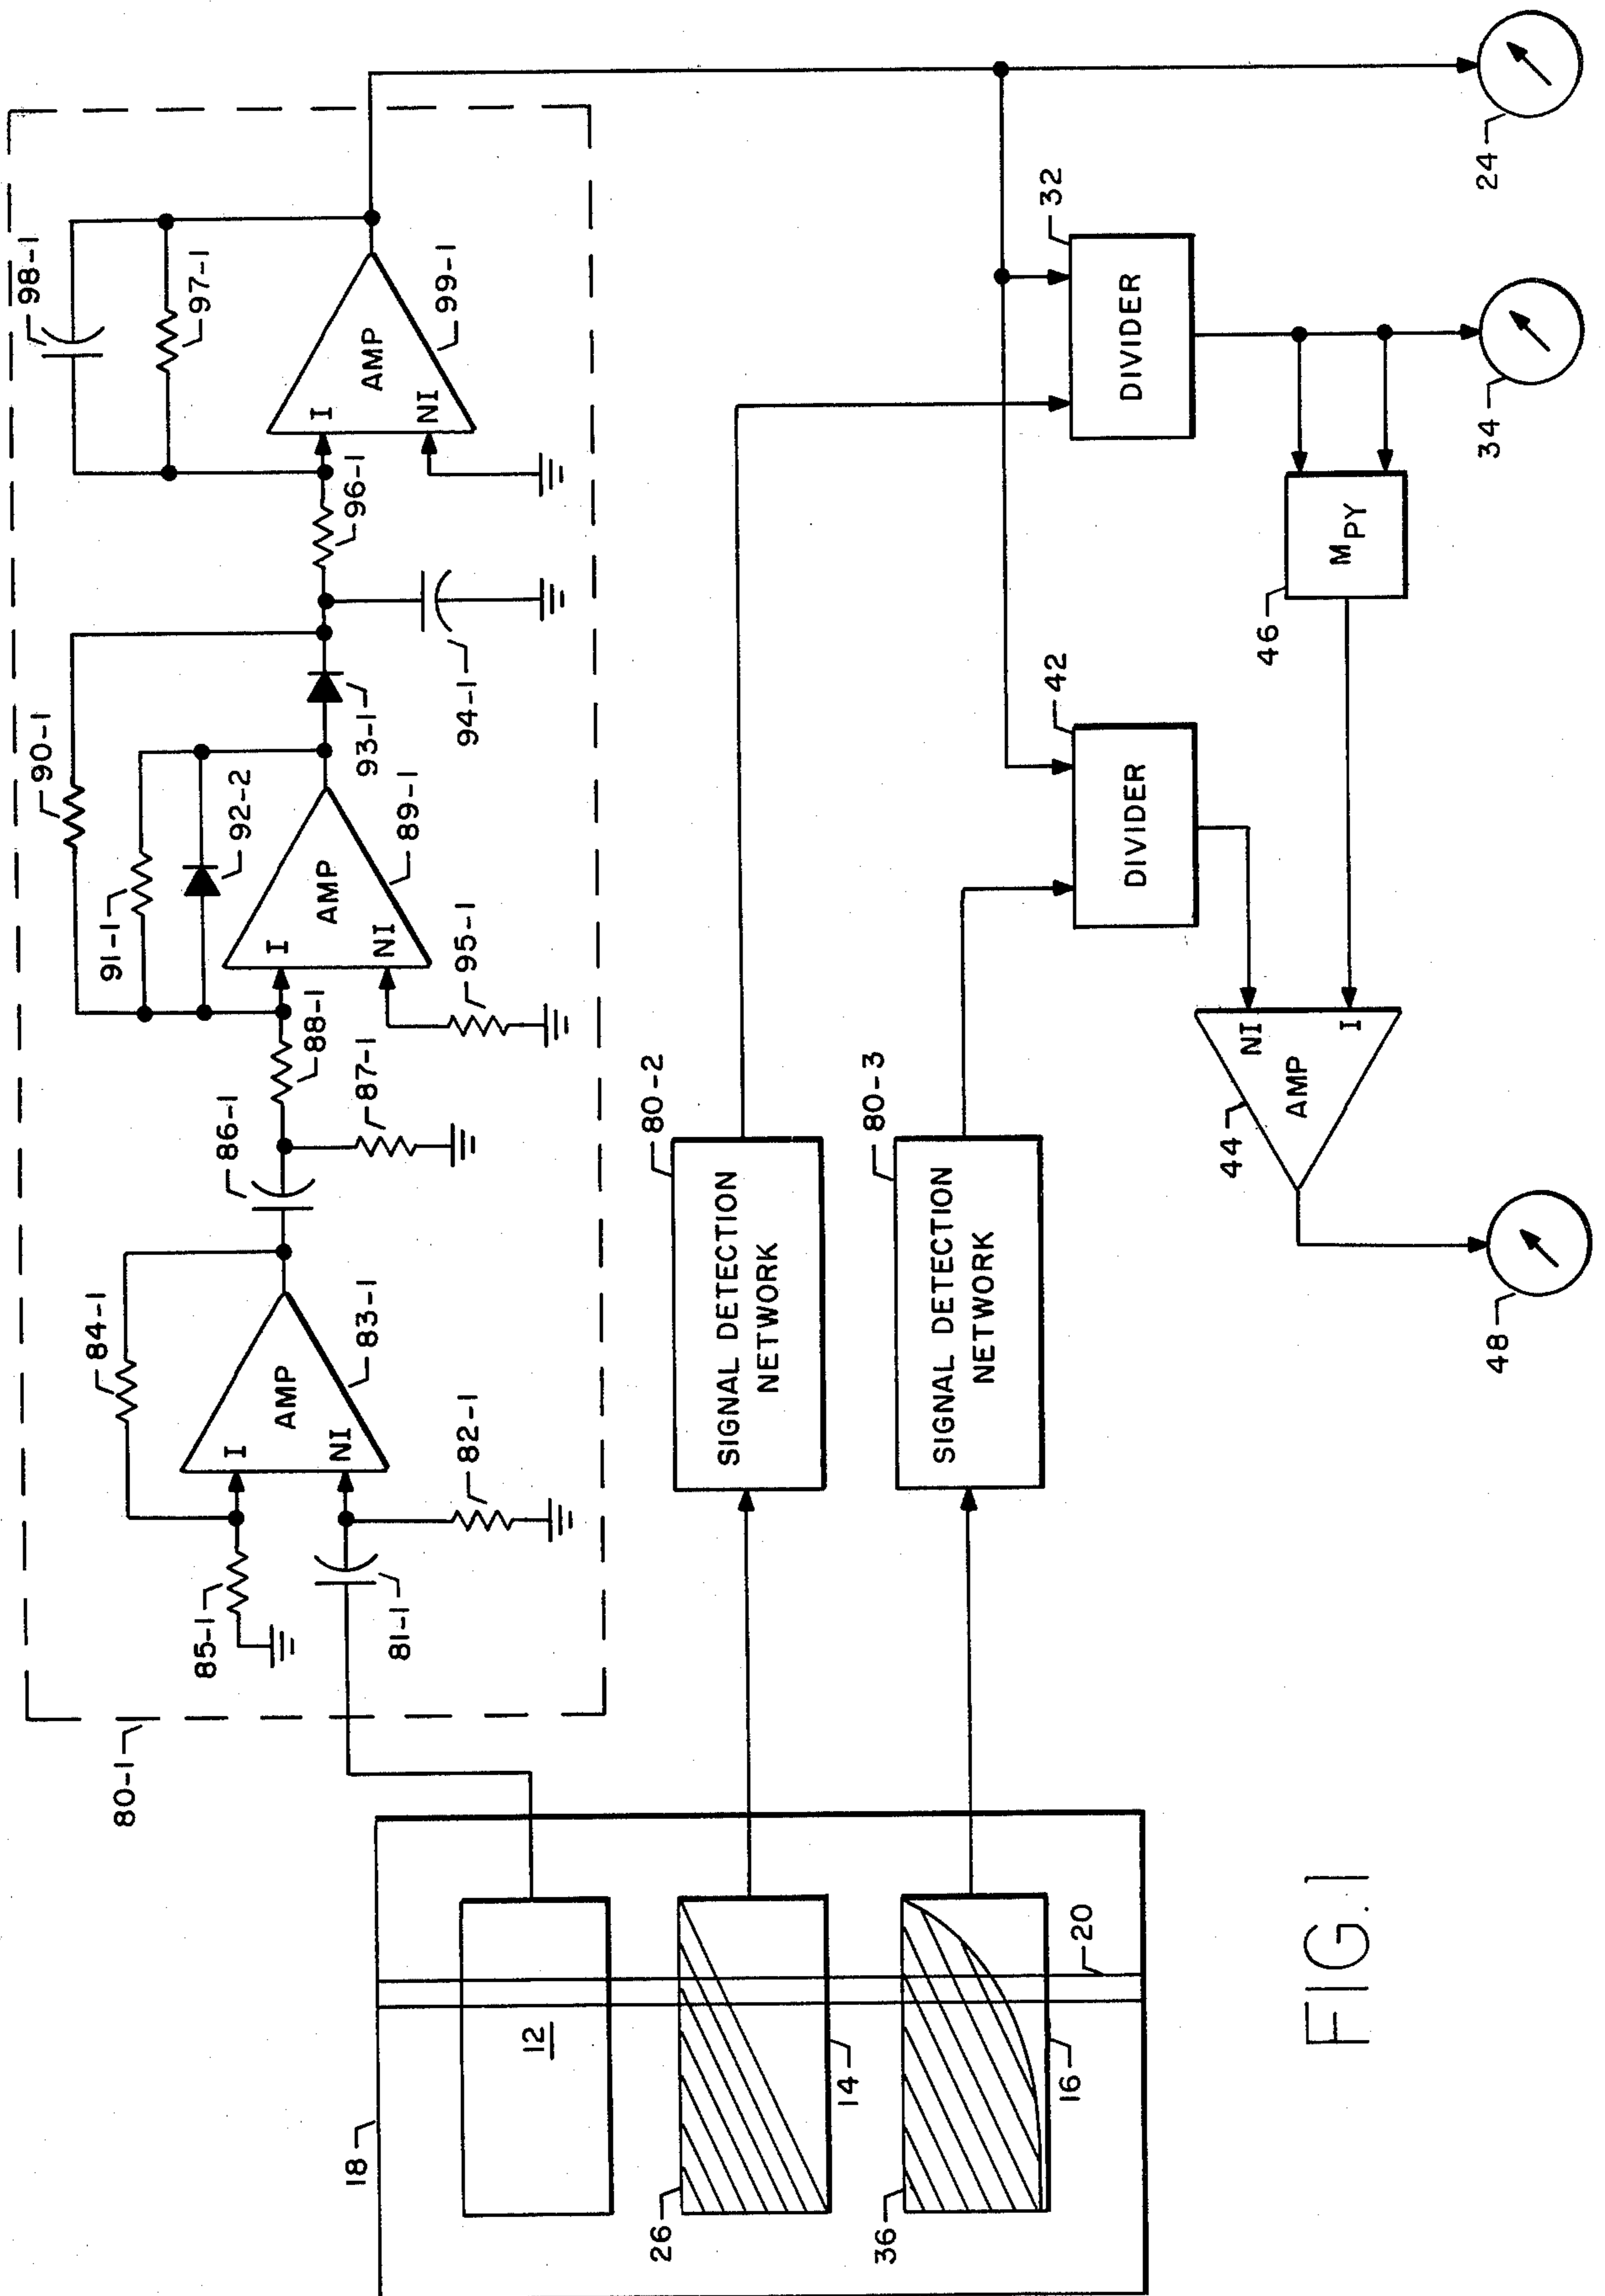 80-1
98-1
97-1
AMP
I
NI
99-1
96-1
90-1
91-1
92-2
93-1
94-1
AMP
I
NI
89-1
95-1
88-1
87-1
86-1
84-1
AMP
I
NI
83-1
82-1
85-1
81-1
18
12
26
14
36
16
20
SIGNAL DETECTION
NETWORK
80-2
SIGNAL DETECTION
NETWORK
80-3
DIVIDER
32
DIVIDER
42
MPY
46
AMP
NI
I
44
24
34
48
FIG.1